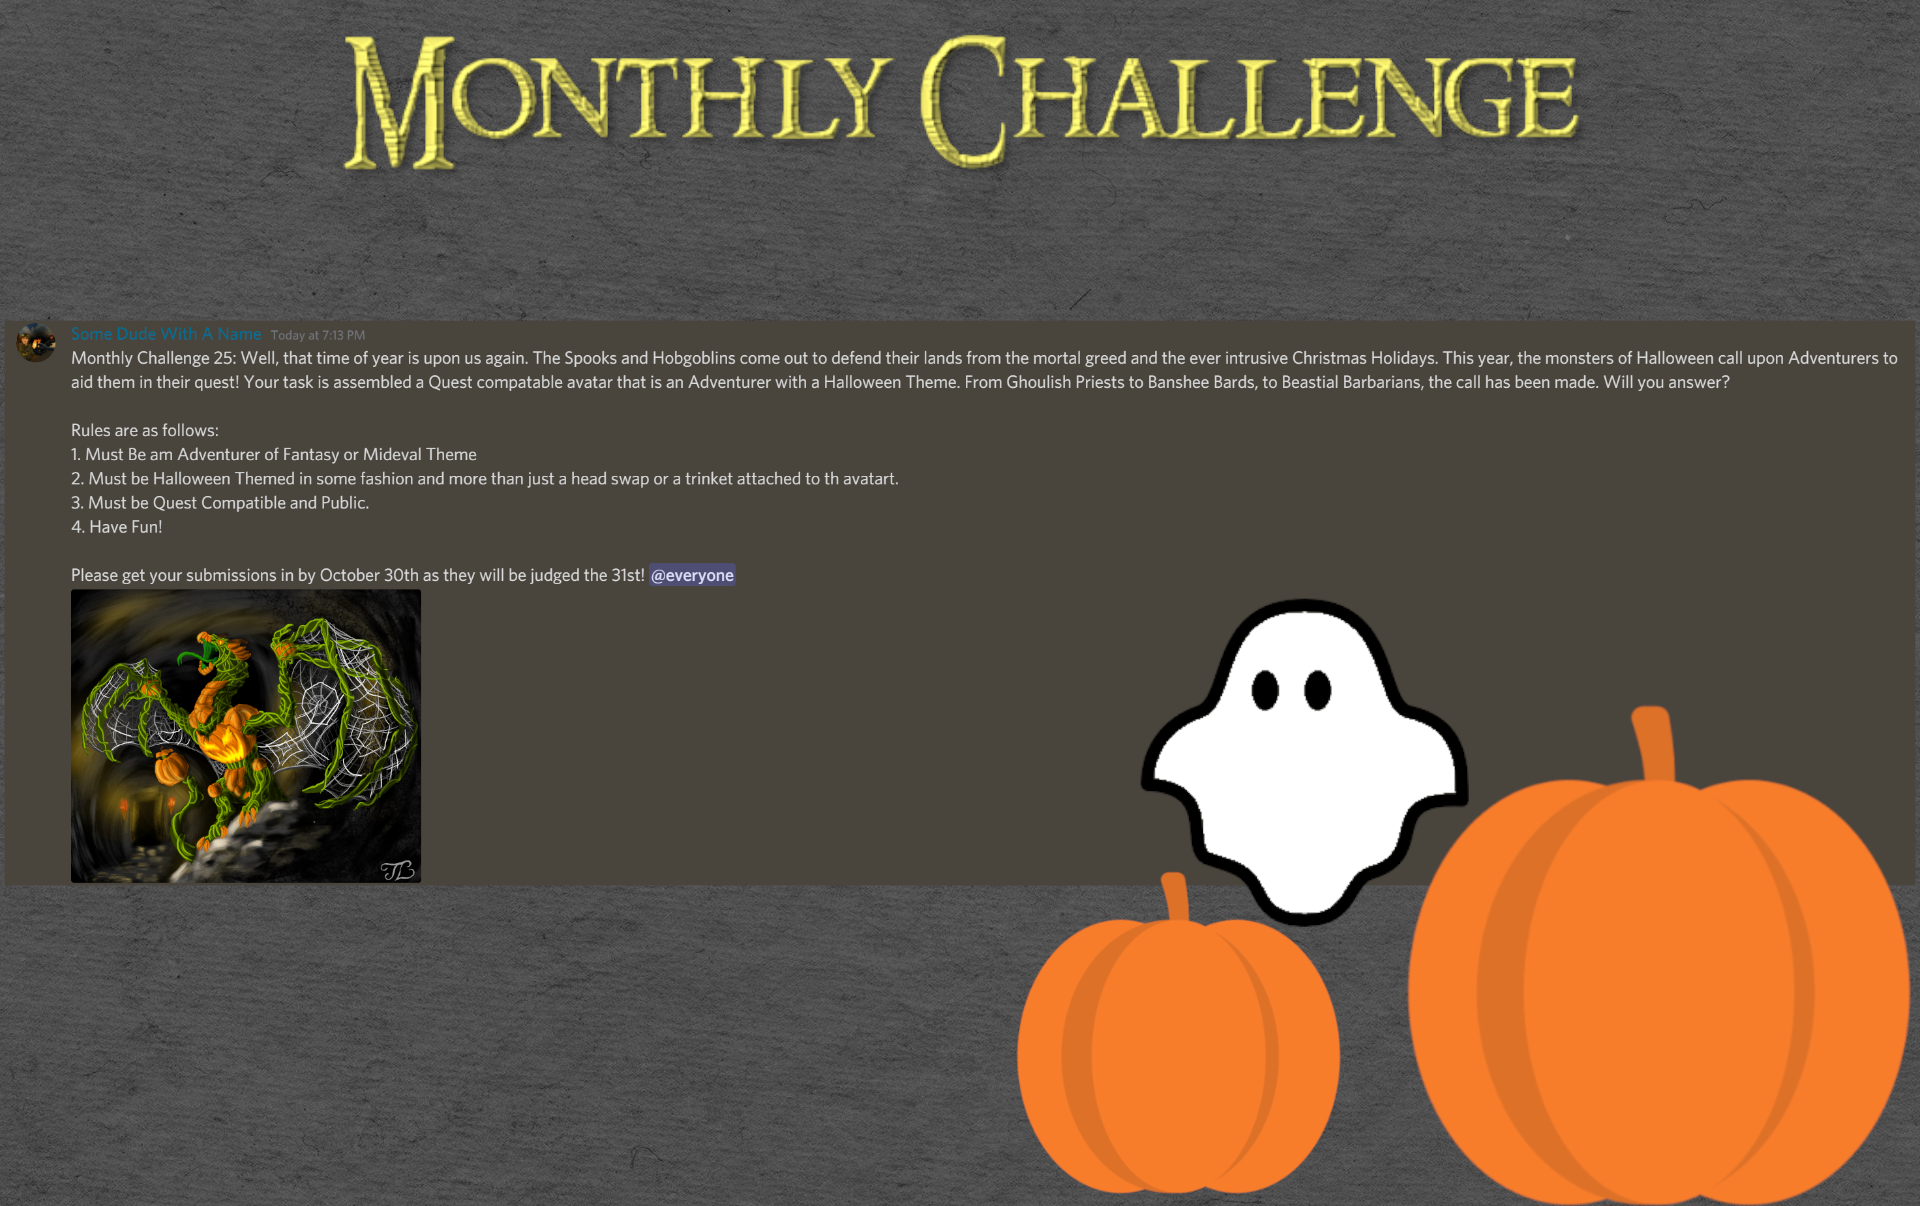 MONTHLY CHALLENGE
Some Dude With A Name Today at 7:13 PM
Monthly Challenge 25: Well, that time of year is upon us again. The Spooks and Hobgoblins come out to defend their lands from the mortal greed and the ever intrusive Christmas Holidays. This year, the monsters of Halloween call upon Adventurers to
aid them in their quest! Your task is assembled a Quest compatable avatar that is an Adventurer with a Halloween Theme. From Ghoulish Priests to Banshee Bards, to Beastial Barbarians, the call has been made. Will you answer?
Rules are as follows:
1. Must Be am Adventurer of Fantasy or Mideval Theme
2. Must be Halloween Themed in some fashion and more than just a head swap or a trinket attached to th avatart.
3. Must be Quest Compatible and Public.
4. Have Fun!
Please get your submissions in by October 30th as they will be judged the 31st! @everyone